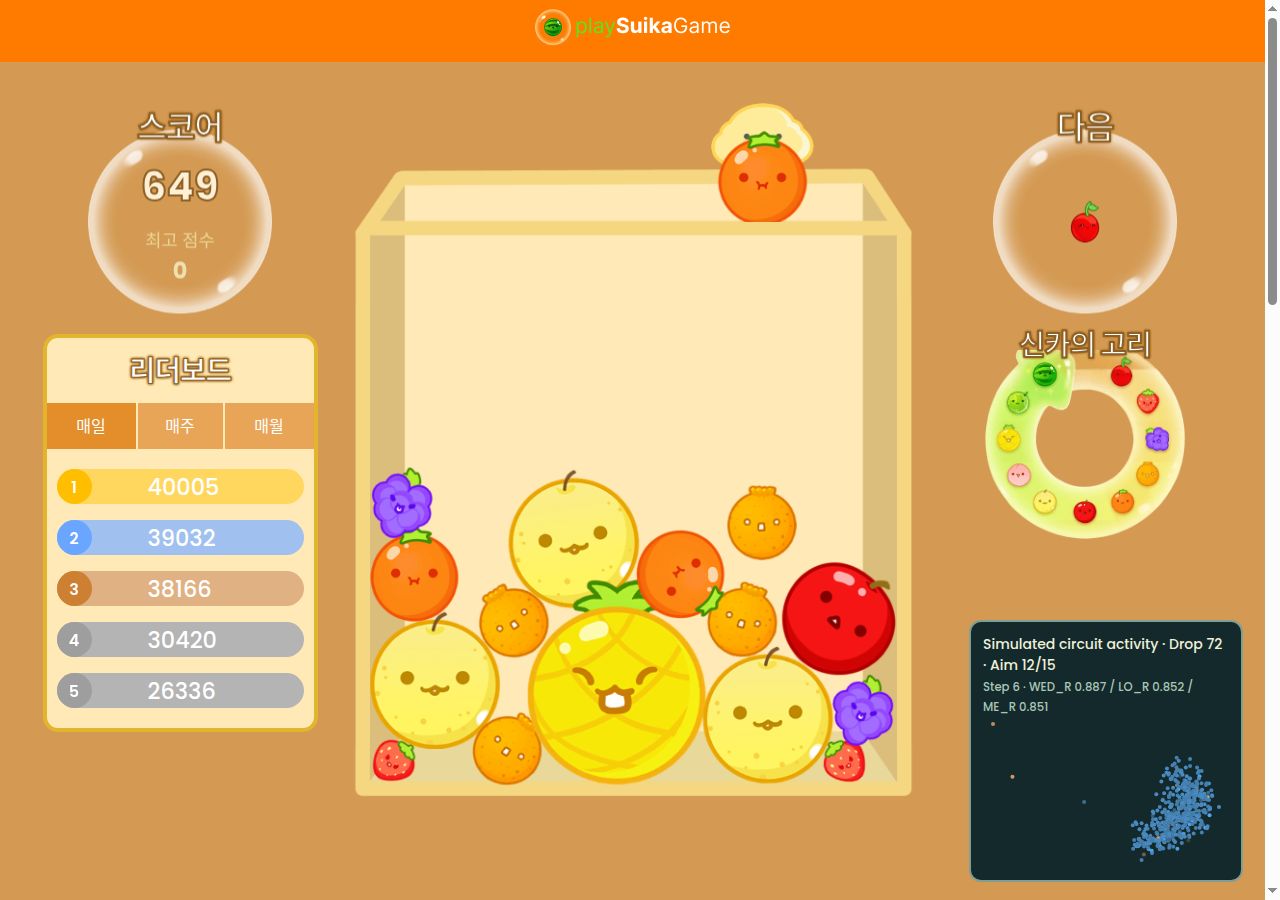 playSuikaGame
스코어
649
최고 점수
0
리더보드
매일 매주 매월
1 40005
2 39032
3 38166
4 30420
5 26336
다음
신카의 고리
Simulated circuit activity · Drop 72
· Aim 12/15
Step 6 · WED_R 0.887 / LO_R 0.852 /
ME_R 0.851